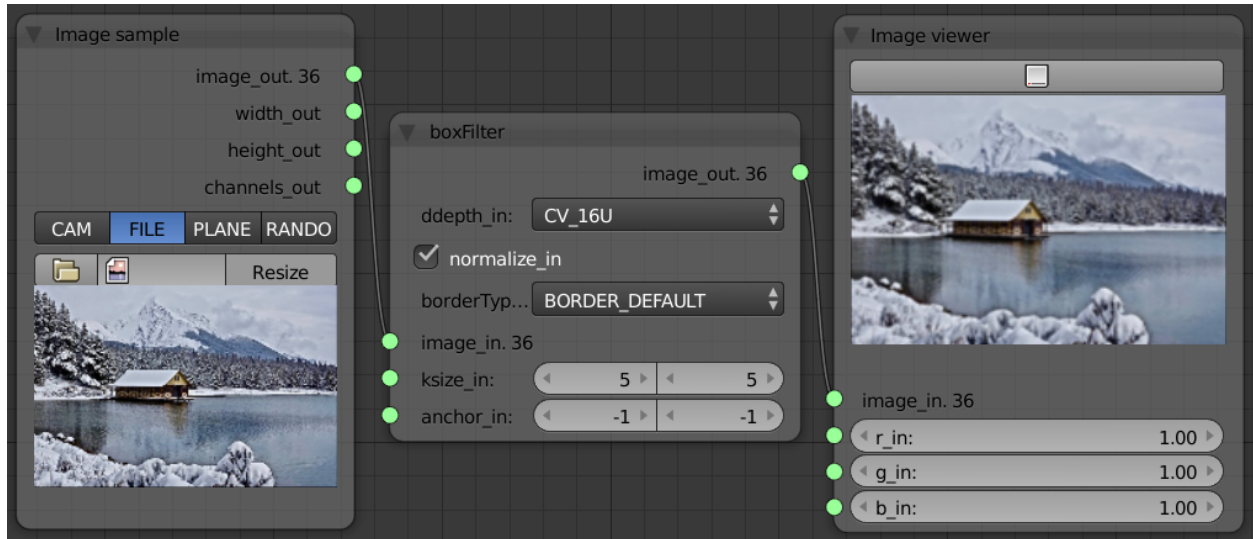 Image sample
image_out. 36
width_out
height_out
channels_out
CAM FILE PLANE RANDO
Resize
boxFilter
image_out. 36
ddepth_in: CV_16U
normalize_in
borderTyp... BORDER_DEFAULT
image_in. 36
ksize_in: 5 5
anchor_in: -1 -1
Image viewer
image_in. 36
r_in: 1.00
g_in: 1.00
b_in: 1.00